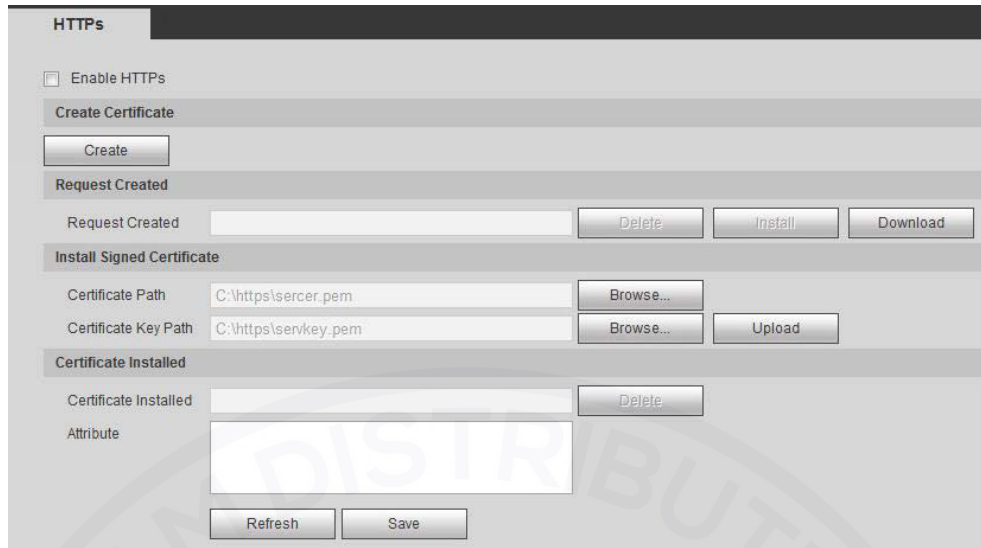 HTTPs
Enable HTTPs
Create Certificate
Create
Request Created
Request Created Delete Install Download
Install Signed Certificate
Certificate Path C:\https\sercer.pem Browse...
Certificate Key Path C:\https\servkey.pem Browse... Upload
Certificate Installed
Certificate Installed Delete
Attribute
Refresh Save
M DISTRIBUT